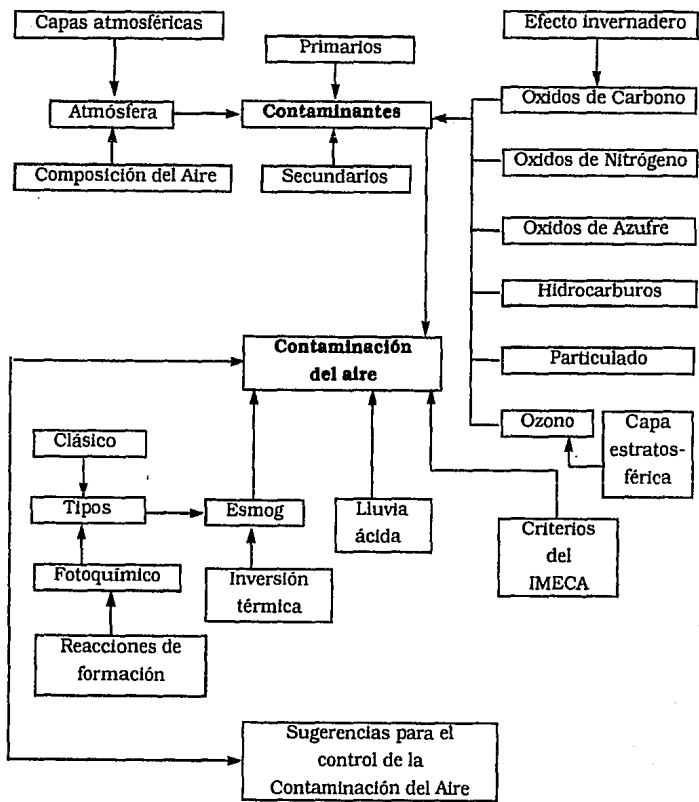 Capas atmosféricas
Primarios
Efecto invernadero
Atmósfera
Contaminantes
Oxidos de Carbono
Composición del Aire
Secundarios
Oxidos de Nitrógeno
Oxidos de Azufre
Hidrocarburos
Contaminación
del aire
Particulado
Ozono
Capa
estratos-
férica
Clásico
Tipos
Esmog
Lluvia
ácida
Criterios
del
IMECA
Fotoquímico
Inversión
térmica
Reacciones de
formación
Sugerencias para el
control de la
Contaminación del Aire